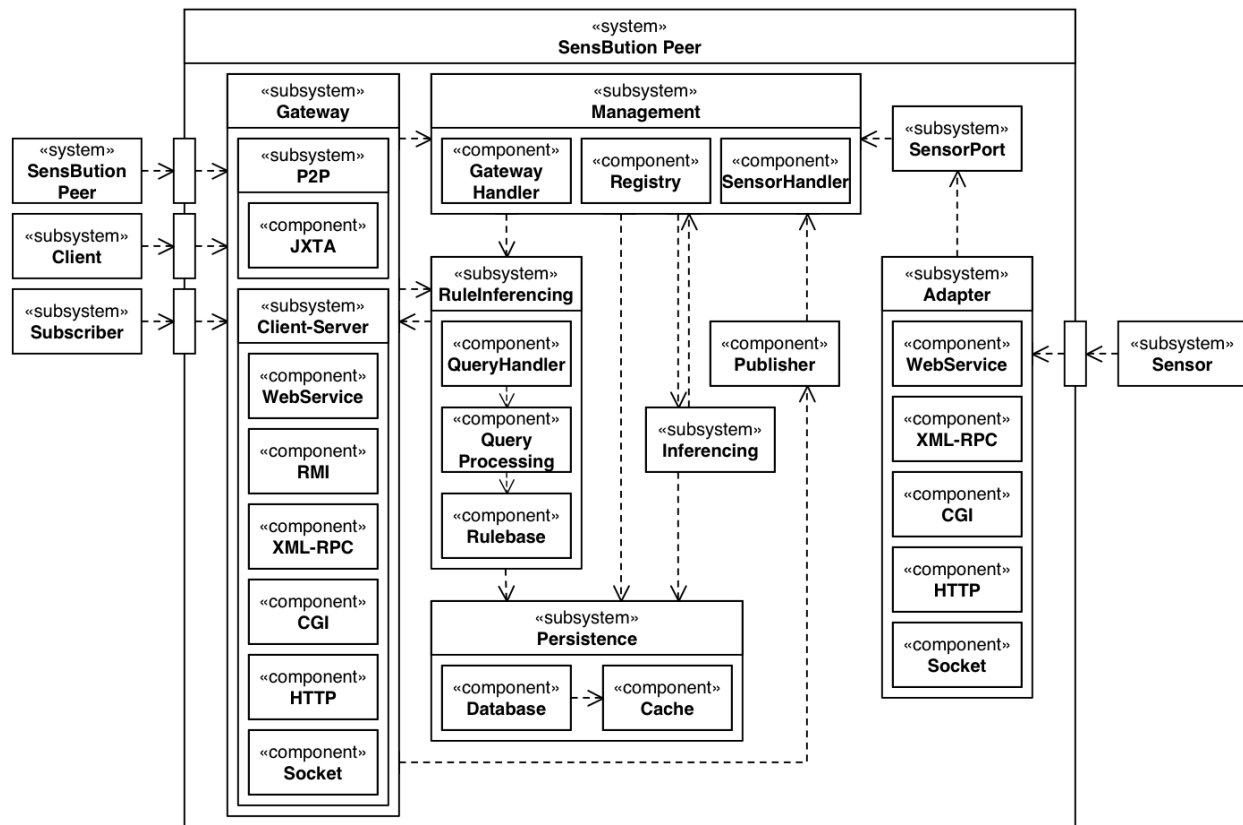 «system»
SensBution Peer
«system»
SensBution
Peer
«subsystem»
Client
«subsystem»
Subscriber
«subsystem»
Gateway
«subsystem»
P2P
«component»
JXTA
«subsystem»
Client-Server
«component»
WebService
«component»
RMI
«component»
XML-RPC
«component»
CGI
«component»
HTTP
«component»
Socket
«subsystem»
Management
«component»
Gateway
Handler
«component»
Registry
«component»
SensorHandler
«subsystem»
RuleInferencing
«component»
QueryHandler
«component»
Query
Processing
«component»
Rulebase
«component»
Publisher
«subsystem»
Inferencing
«subsystem»
Persistence
«component»
Database
«component»
Cache
«subsystem»
SensorPort
«subsystem»
Adapter
«component»
WebService
«component»
XML-RPC
«component»
CGI
«component»
HTTP
«component»
Socket
«subsystem»
Sensor